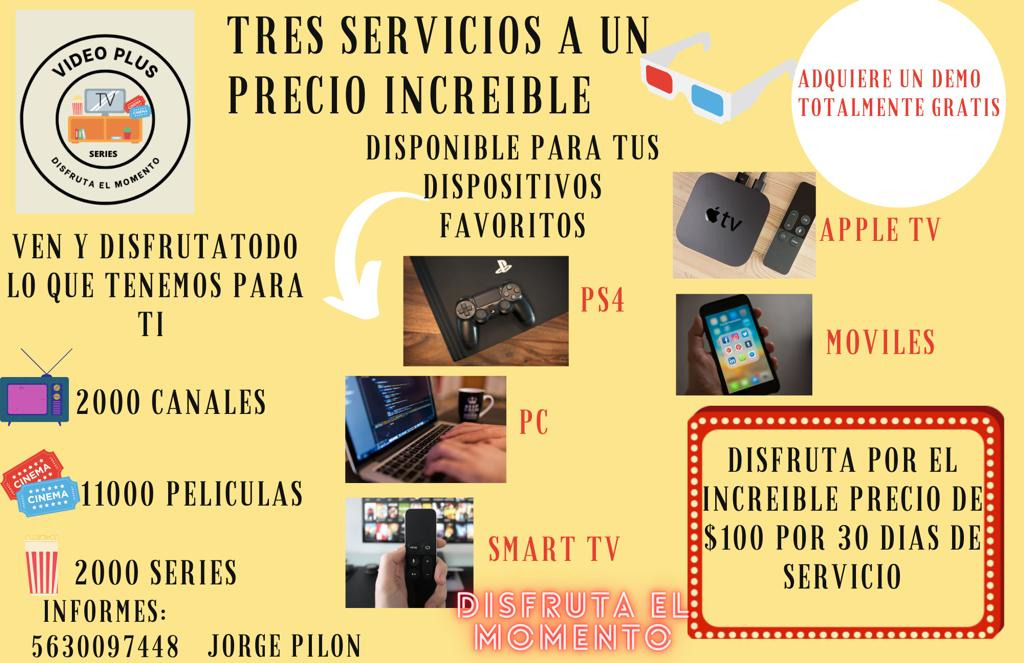 VIDEO PLUS
TV
SERIES
DISFRUTA EL MOMENTO
TRES SERVICIOS A UN
PRECIO INCREIBLE
ADQUIERE UN DEMO
TOTALMENTE GRATIS
DISPONIBLE PARA TUS
DISPOSITIVOS
FAVORITOS
VEN Y DISFRUTATODO
LO QUE TENEMOS PARA
TI
tv
APPLE TV
PS4
MOVILES
2000 CANALES
PC
CINEMA
CINEMA
11000 PELICULAS
DISFRUTA POR EL
INCREIBLE PRECIO DE
$100 POR 30 DIAS DE
SERVICIO
SMART TV
2000 SERIES
DISFRUTA EL
MOMENTO
INFORMES:
5630097448 JORGE PILON